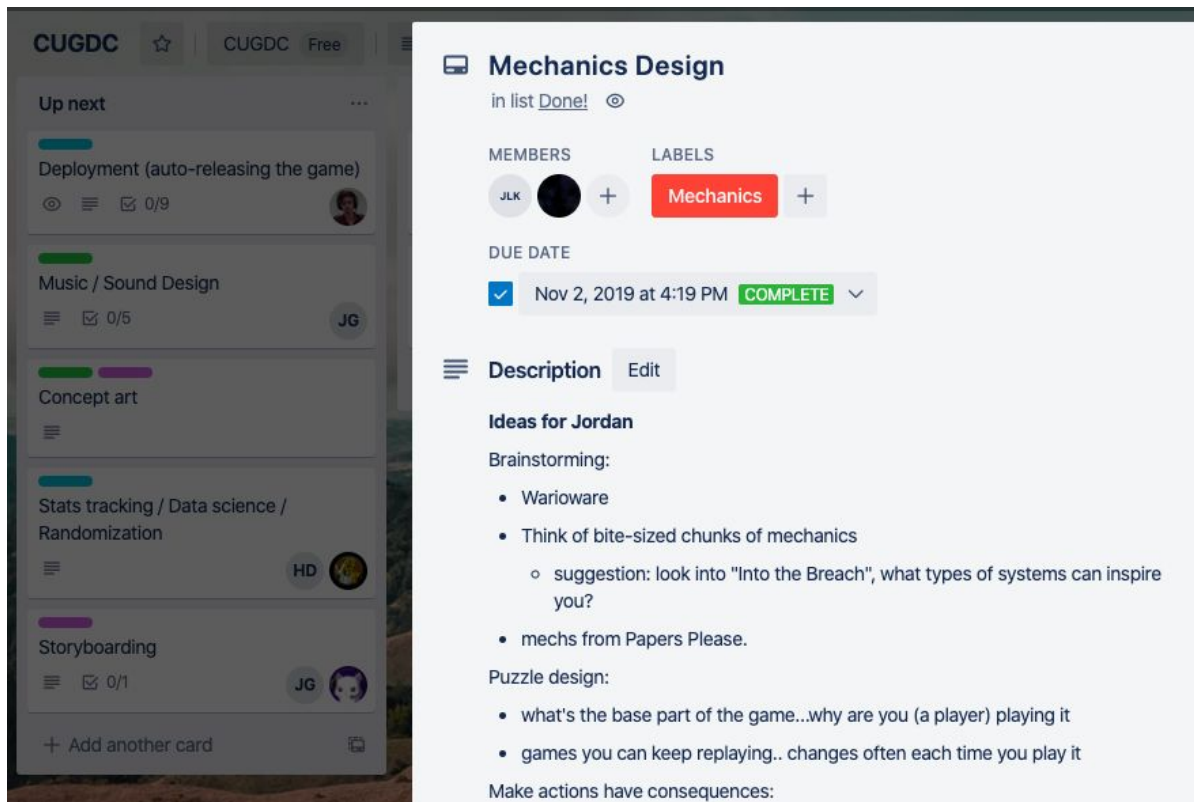 CUGDC
CUGDC Free
Up next
Deployment (auto-releasing the game)
0/9
Music / Sound Design
0/5
JG
Concept art
Stats tracking / Data science /
Randomization
HD
Storyboarding
0/1
JG
+ Add another card
Mechanics Design
in list Done!
MEMBERS
LABELS
JLK
+
Mechanics
+
DUE DATE
Nov 2, 2019 at 4:19 PM COMPLETE
Description
Edit
Ideas for Jordan
Brainstorming:
• Warioware
• Think of bite-sized chunks of mechanics
◦ suggestion: look into "Into the Breach", what types of systems can inspire
you?
• mechs from Papers Please.
Puzzle design:
• what's the base part of the game...why are you (a player) playing it
• games you can keep replaying.. changes often each time you play it
Make actions have consequences: